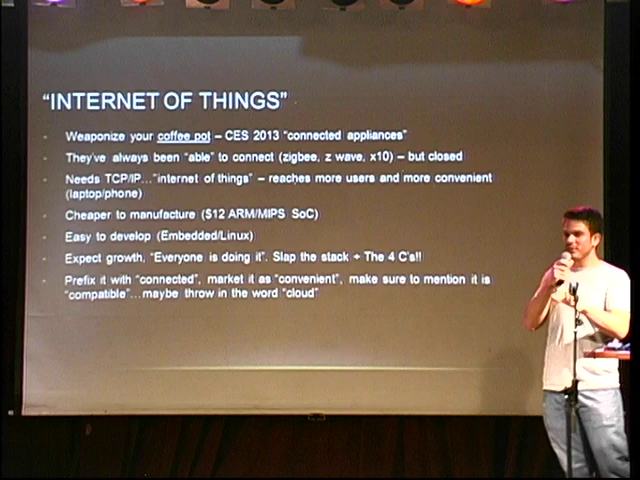 “INTERNET OF THINGS”
- Weaponize your coffee pot – CES 2013 “connected appliances”
- They've always been “able” to connect (zigbee, z wave, x10) – but closed
- Needs TCP/IP…“internet of things” – reaches more users and more convenient
(laptop/phone)
- Cheaper to manufacture ($12 ARM/MIPS SoC)
- Easy to develop (Embedded/Linux)
- Expect growth, “Everyone is doing it”. Slap the stack + The 4 C's!!
- Prefix it with “connected”, market it as “convenient”, make sure to mention it is
“compatible”…maybe throw in the word “cloud”